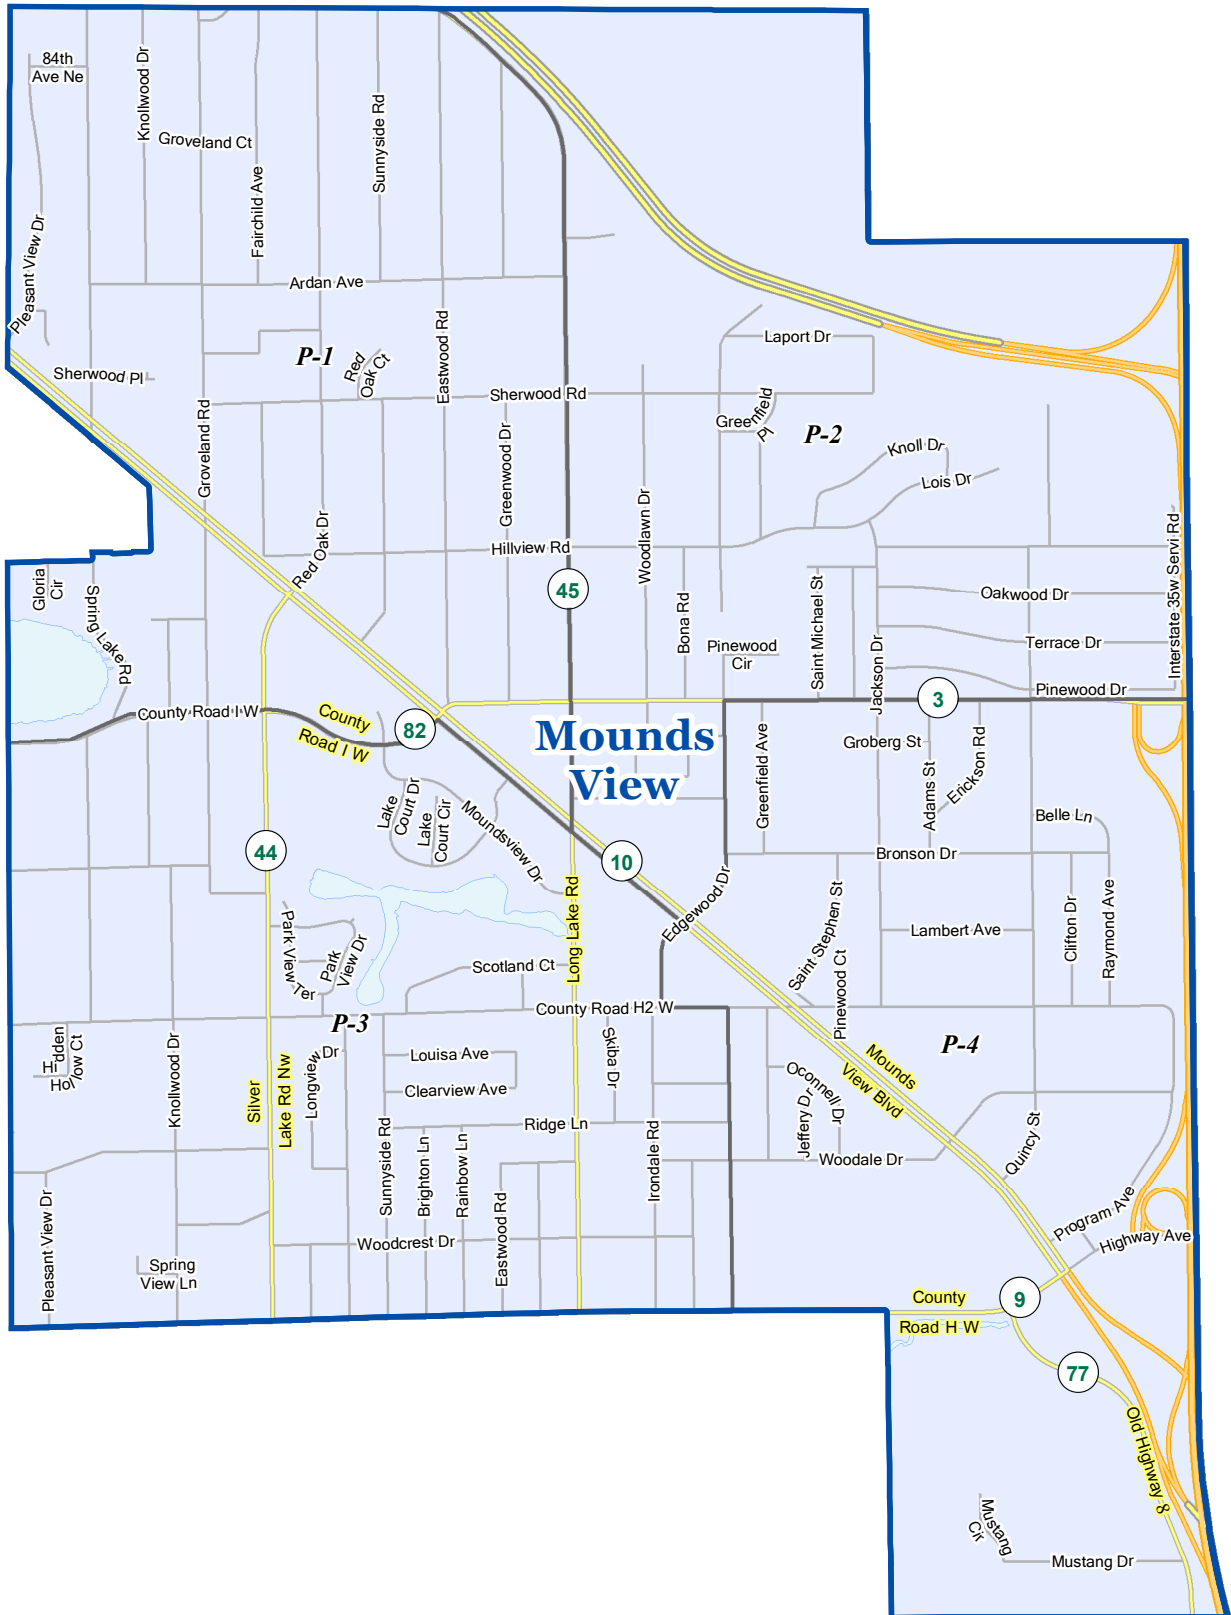 84th
Ave Ne
Knollwood Dr
Groveland Ct
Fairchild Ave
Sunnyside Rd
Pleasant View Dr
Ardan Ave
P-1
Red
Oak Ct
Eastwood Rd
Laport Dr
Sherwood Pl
Sherwood Rd
Groveland Rd
Greenwood Dr
Greenfield
Pl
P-2
Knoll Dr
Lois Dr
Red Oak Dr
Hillview Rd
Woodlawn Dr
Interstate 35w Servi Rd
Gloria
Cir
Spring Lake Rd
45
Bona Rd
Saint Michael St
Oakwood Dr
Pinewood
Cir
Jackson Dr
Terrace Dr
Pinewood Dr
County Road I W
County
Road I W
82
3
Mounds
View
Greenfield Ave
Groberg St
Adams St
Erickson Rd
Lake
Court Dr
Lake
Court Cir
Moundsview Dr
Belle Ln
44
10
Bronson Dr
Edgewood Dr
Long Lake Rd
Park View Ter
Park
View Dr
Saint Stephen St
Lambert Ave
Clifton Dr
Raymond Ave
Scotland Ct
County Road H2 W
Pinewood Ct
P-3
P-4
Hidden
Hollow Ct
Knollwood Dr
Silver
Lake Rd Nw
Longview Dr
Louisa Ave
Clearview Ave
Skiba Dr
Mounds
View Blvd
Oconnell Dr
Jeffery Dr
Ridge Ln
Sunnyside Rd
Brighton Ln
Rainbow Ln
Irondale Rd
Woodale Dr
Quincy St
Pleasant View Dr
Eastwood Rd
Program Ave
Highway Ave
Woodcrest Dr
Spring
View Ln
County
Road H W
9
77
Old Highway 8
Mustang
Cir
Mustang Dr